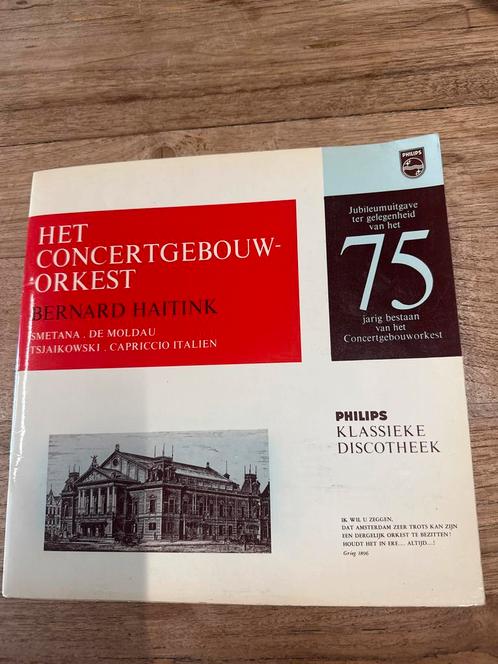 PHILIPS
Jubileumuitgave
ter gelegenheid
van het
75
jarig bestaan
van het
Concertgebouworkest
HET
CONCERTGEBOUW-
ORKEST
BERNARD HAITINK
SMETANA . DE MOLDAU
TSJAIKOWSKI . CAPRICCIO ITALIEN
PHILIPS
KLASSIEKE
DISCOTHEEK
IK WIL U ZEGGEN,
DAT AMSTERDAM ZEER TROTS KAN ZIJN
EEN DERGELIJK ORKEST TE BEZITTEN!
HOUDT HET IN ERE.... ALTIJD...!
Grieg 1896